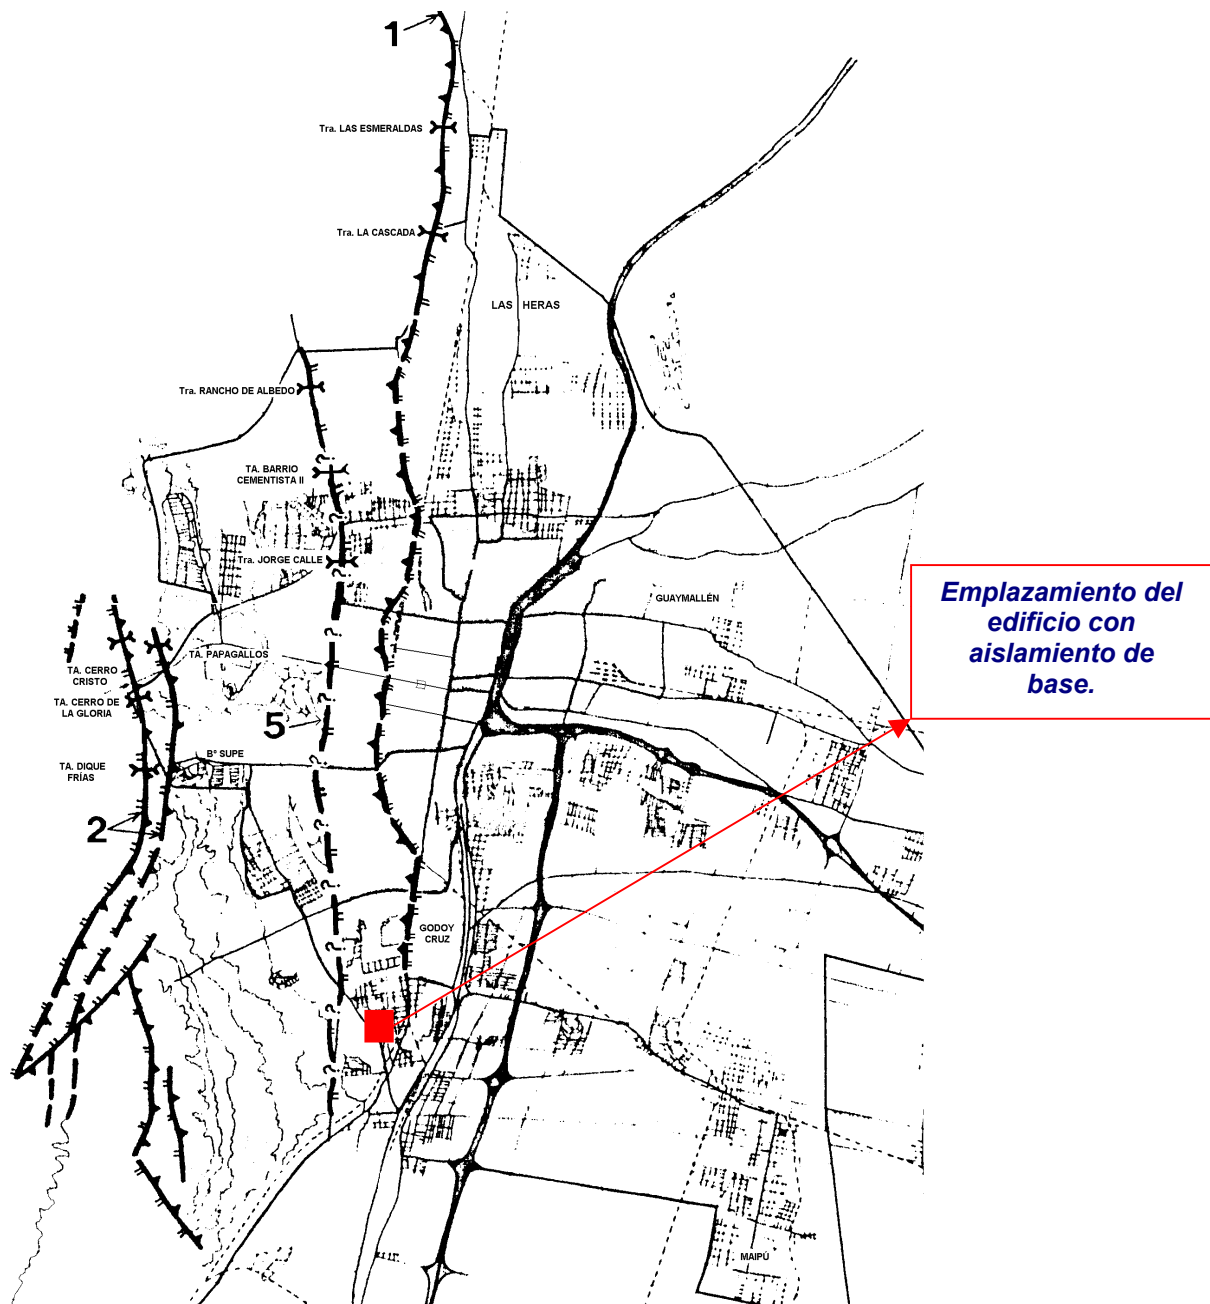 1
Tra. LAS ESMERALDAS
Tra. LA CASCADA
LAS HERAS
Tra. RANCHO DE ALBEDO
TA. BARRIO
CEMENTISTA II
?
?
Tra. JORGE CALLE
?
GUAYMALLÉN
Emplazamiento del
edificio con
aislamiento de
base.
?
TA. PAPAGALLOS
TA. CERRO
CRISTO
?
TA. CERRO DE
LA GLORIA
5
?
Bº SUPE
TA. DIQUE
FRÍAS
?
2
?
?
GODOY
CRUZ
?
?
?
MAIPÚ